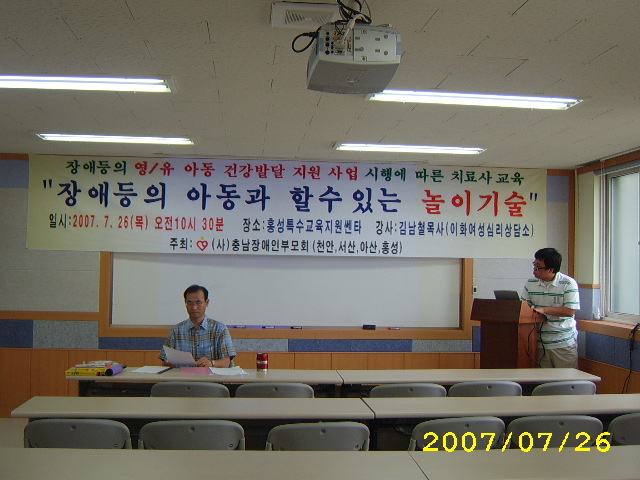 장애등의 영/유 아동 건강발달 지원 사업 시행에 따른 치료사 교육
"장애등의 아동과 할수있는 놀이기술"
일시:2007. 7. 26(목) 오전10시 30분 장소:홍성특수교육지원쎈타 강사:김남철목사(이화여성심리상담소)
주최: (사)충남장애인부모회 (천안,서산,아산,홍성)
2007/07/26